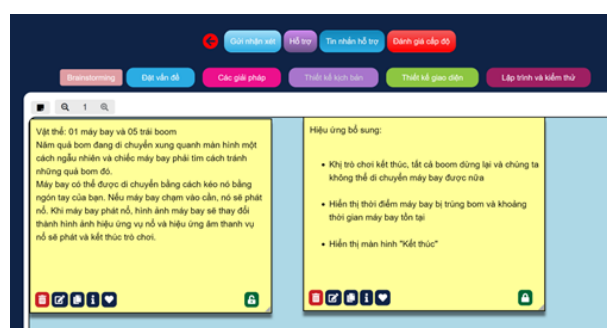 Gửi nhận xét
Hỗ trợ
Tin nhắn hỗ trợ
Đánh giá cấp độ
Brainstorming
Đặt vấn đề
Các giải pháp
Thiết kế kịch bản
Thiết kế giao diện
Lập trình và kiểm thử
1
Vật thể: 01 máy bay và 05 trái boom
Năm quả bom đang di chuyển xung quanh màn hình một
cách ngẫu nhiên và chiếc máy bay phải tìm cách tránh
những quả bom đó.
Máy bay có thể được di chuyển bằng cách kéo nó bằng
ngón tay của bạn. Nếu máy bay chạm vào cản, nó sẽ phát
nổ. Khi máy bay phát nổ, hình ảnh máy bay sẽ thay đổi
thành hình ảnh hiệu ứng vụ nổ và hiệu ứng âm thanh vụ
nổ sẽ phát và kết thúc trò chơi.
Hiệu ứng bổ sung:
• Khị trò chơi kết thúc, tất cả boom dừng lại và chúng ta
không thể di chuyển máy bay được nữa
• Hiển thị thời điểm máy bay bị trúng bom và khoảng
thời gian máy bay tồn tại
• Hiển thị màn hình "Kết thúc"